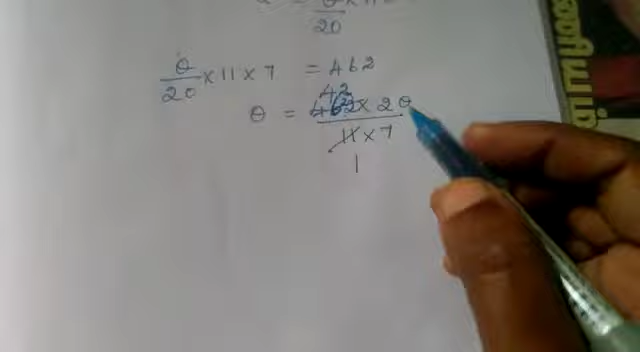 20
θ/20 × 11 × 7 = 462
42
θ = 462 × 20
11 × 7
1